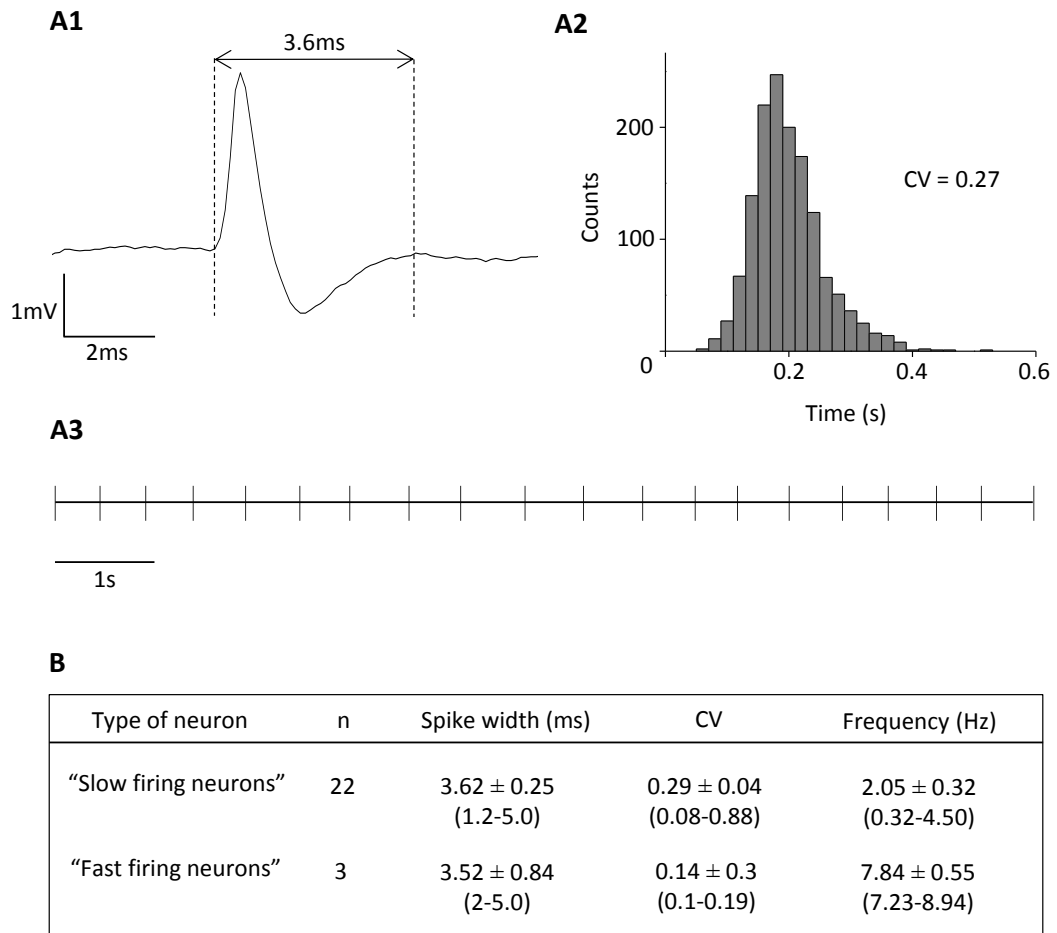 A1
3.6ms
1mV
2ms
A2
200
100
0
Counts
CV = 0.27
0.2
0.4
0.6
Time (s)
A3
1s
B
Type of neuron n Spike width (ms) CV Frequency (Hz)
“Slow firing neurons” 22 3.62 ± 0.25 0.29 ± 0.04 2.05 ± 0.32
(1.2-5.0) (0.08-0.88) (0.32-4.50)
“Fast firing neurons” 3 3.52 ± 0.84 0.14 ± 0.3 7.84 ± 0.55
(2-5.0) (0.1-0.19) (7.23-8.94)